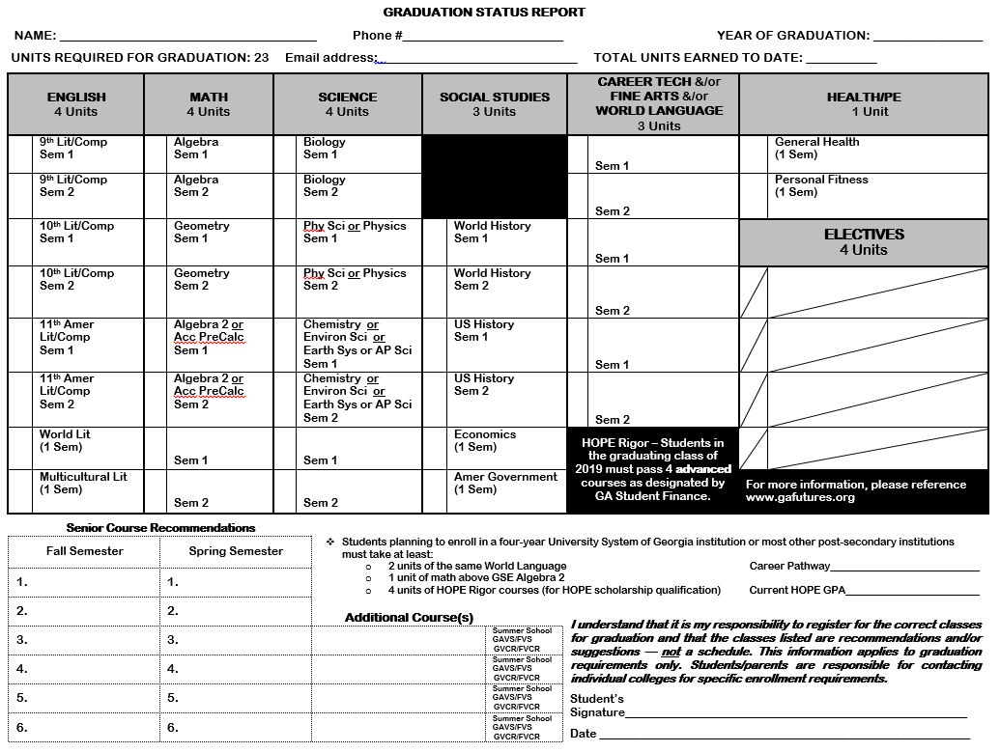 GRADUATION STATUS REPORT
NAME: ______________________________ Phone #____________________ YEAR OF GRADUATION: ______________
UNITS REQUIRED FOR GRADUATION: 23 Email address:__________________________ TOTAL UNITS EARNED TO DATE: _________
ENGLISH
4 Units
MATH
4 Units
SCIENCE
4 Units
SOCIAL STUDIES
3 Units
CAREER TECH &/or
FINE ARTS &/or
WORLD LANGUAGE
3 Units
HEALTH/PE
1 Unit
9th Lit/Comp
Sem 1
Algebra
Sem 1
Biology
Sem 1
Sem 1
General Health
(1 Sem)
9th Lit/Comp
Sem 2
Algebra
Sem 2
Biology
Sem 2
Sem 2
Personal Fitness
(1 Sem)
10th Lit/Comp
Sem 1
Geometry
Sem 1
Phy Sci or Physics
Sem 1
World History
Sem 1
Sem 1
ELECTIVES
4 Units
10th Lit/Comp
Sem 2
Geometry
Sem 2
Phy Sci or Physics
Sem 2
World History
Sem 2
Sem 2
11th Amer
Lit/Comp
Sem 1
Algebra 2 or
Acc PreCalc
Sem 1
Chemistry or
Environ Sci or
Earth Sys or AP Sci
Sem 1
US History
Sem 1
Sem 1
11th Amer
Lit/Comp
Sem 2
Algebra 2 or
Acc PreCalc
Sem 2
Chemistry or
Environ Sci or
Earth Sys or AP Sci
Sem 2
US History
Sem 2
Sem 2
World Lit
(1 Sem)
Sem 1
Sem 1
Economics
(1 Sem)
HOPE Rigor – Students in
the graduating class of
2019 must pass 4 advanced
courses as designated by
GA Student Finance.
Multicultural Lit
(1 Sem)
Sem 2
Sem 2
Amer Government
(1 Sem)
For more information, please reference
www.gafutures.org
Senior Course Recommendations
Fall Semester Spring Semester
1. 1.
2. 2.
3. 3.
4. 4.
5. 5.
6. 6.
❖ Students planning to enroll in a four-year University System of Georgia institution or most other post-secondary institutions
must take at least:
o 2 units of the same World Language
o 1 unit of math above GSE Algebra 2
o 4 units of HOPE Rigor courses (for HOPE scholarship qualification)
Career Pathway____________________
Current HOPE GPA__________________
Additional Course(s)
Summer School
GAVS/FVS
GVCR/FVCR
Summer School
GAVS/FVS
GVCR/FVCR
Summer School
GAVS/FVS
GVCR/FVCR
Summer School
GAVS/FVS
GVCR/FVCR
I understand that it is my responsibility to register for the correct classes
for graduation and that the classes listed are recommendations and/or
suggestions — not a schedule. This information applies to graduation
requirements only. Students/parents are responsible for contacting
individual colleges for specific enrollment requirements.
Student's
Signature____________________________________________
Date ________________________________________________